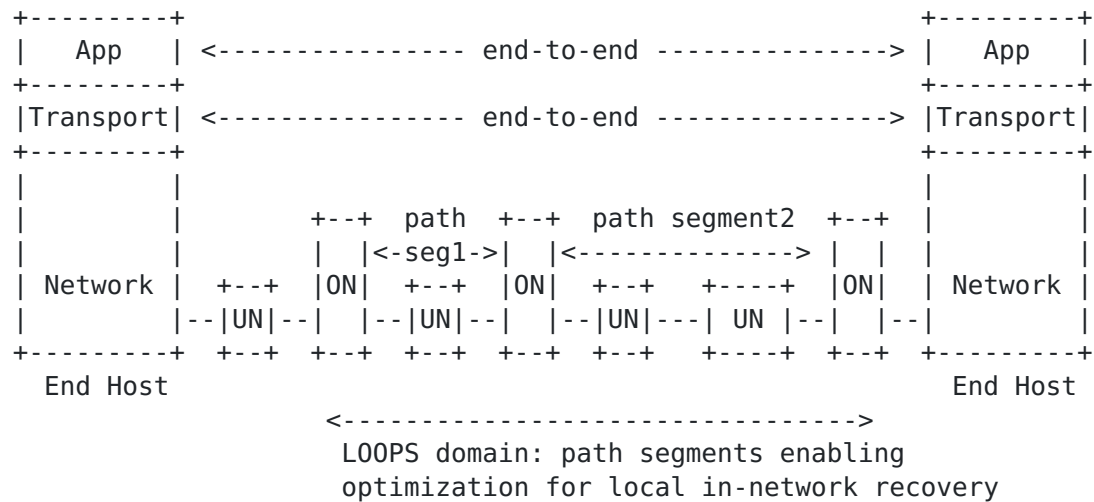 +---------+                                            +---------+
|   App   | <---------------- end-to-end ---------------> |   App   |
+---------+                                            +---------+
|Transport| <---------------- end-to-end ---------------> |Transport|
+---------+                                            +---------+
|         |                                               |         |
|         |        +--+  path  +--+  path segment2  +--+  |         |
|         |        |  |<-seg1->|  |<--------------> |  |  |         |
| Network |  +--+  |ON|  +--+  |ON|  +--+   +----+  |ON|  | Network |
|         |--|UN|--|  |--|UN|--|  |--|UN|---| UN |--|  |--|         |
+---------+  +--+  +--+  +--+  +--+  +--+   +----+  +--+  +---------+
End Host                                                  End Host
<---------------------------------->
LOOPS domain: path segments enabling
optimization for local in-network recovery